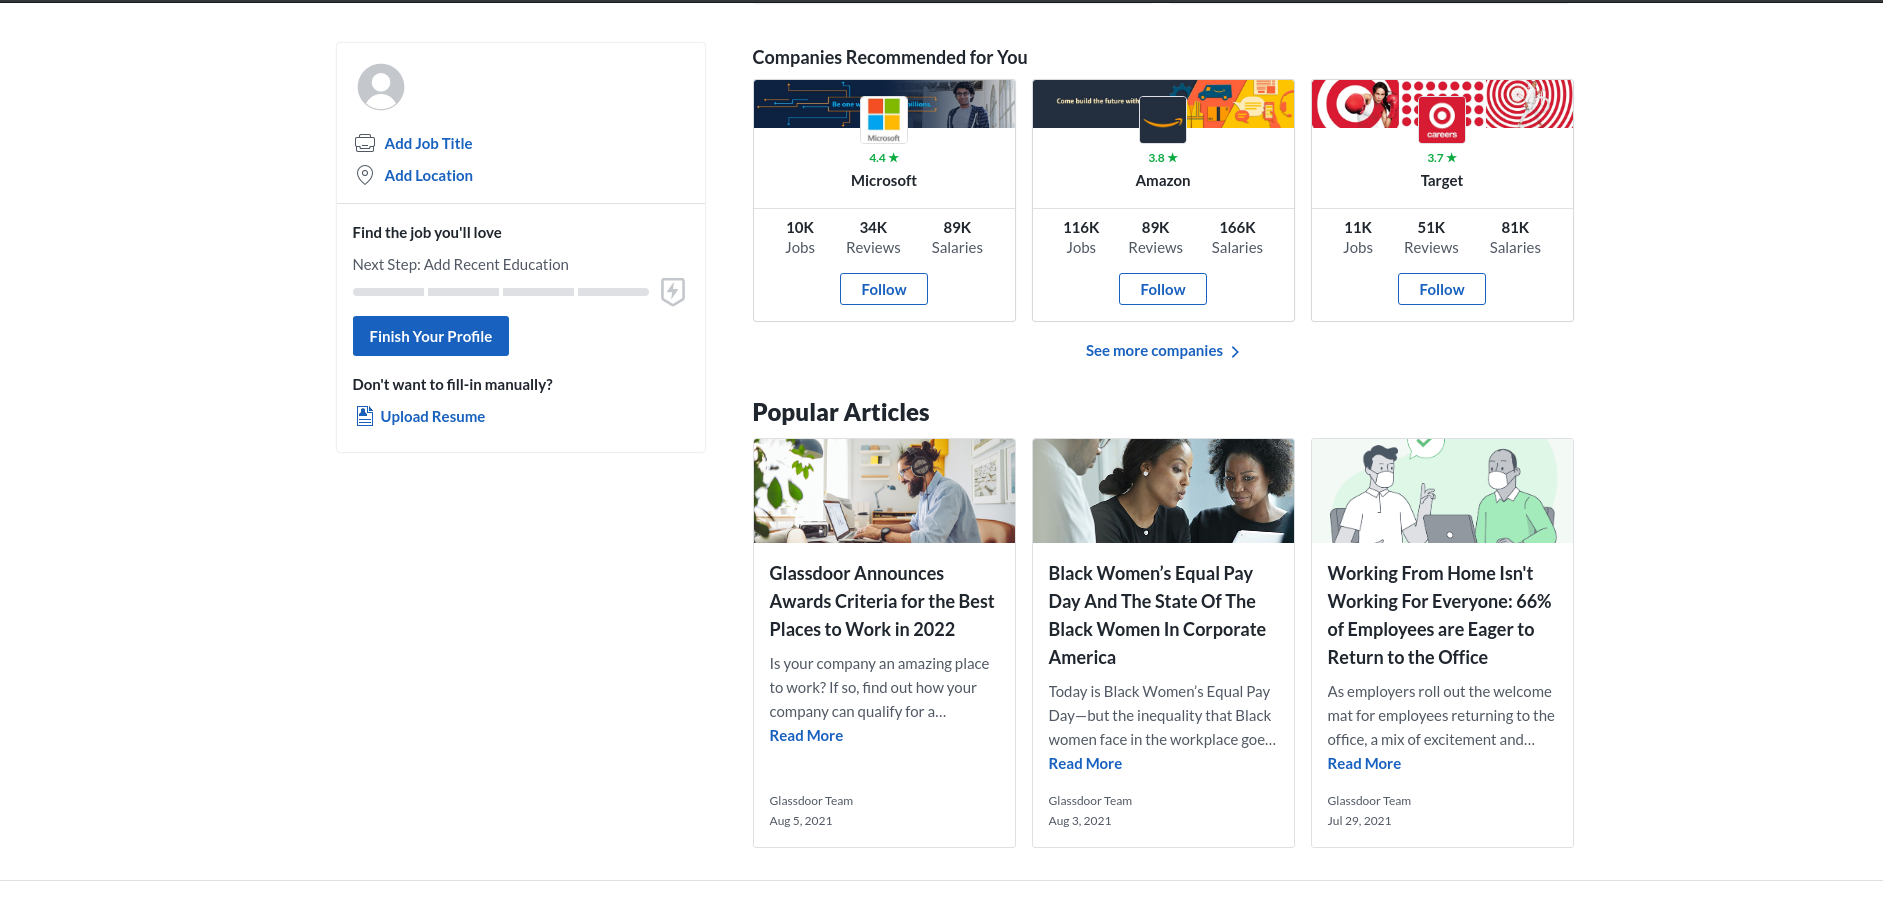 Add Job Title
Add Location
Find the job you'll love
Next Step: Add Recent Education
Finish Your Profile
Don't want to fill-in manually?
Upload Resume
Companies Recommended for You
Be one w
millions.
Microsoft
4.4 ★
Microsoft
10K 34K 89K
Jobs Reviews Salaries
Follow
Come build the future with
3.8 ★
Amazon
116K 89K 166K
Jobs Reviews Salaries
Follow
careers
3.7 ★
Target
11K 51K 81K
Jobs Reviews Salaries
Follow
See more companies
Popular Articles
Glassdoor Announces
Awards Criteria for the Best
Places to Work in 2022
Is your company an amazing place
to work? If so, find out how your
company can qualify for a...
Read More
Glassdoor Team
Aug 5, 2021
Black Women’s Equal Pay
Day And The State Of The
Black Women In Corporate
America
Today is Black Women’s Equal Pay
Day—but the inequality that Black
women face in the workplace goe...
Read More
Glassdoor Team
Aug 3, 2021
Working From Home Isn't
Working For Everyone: 66%
of Employees are Eager to
Return to the Office
As employers roll out the welcome
mat for employees returning to the
office, a mix of excitement and...
Read More
Glassdoor Team
Jul 29, 2021